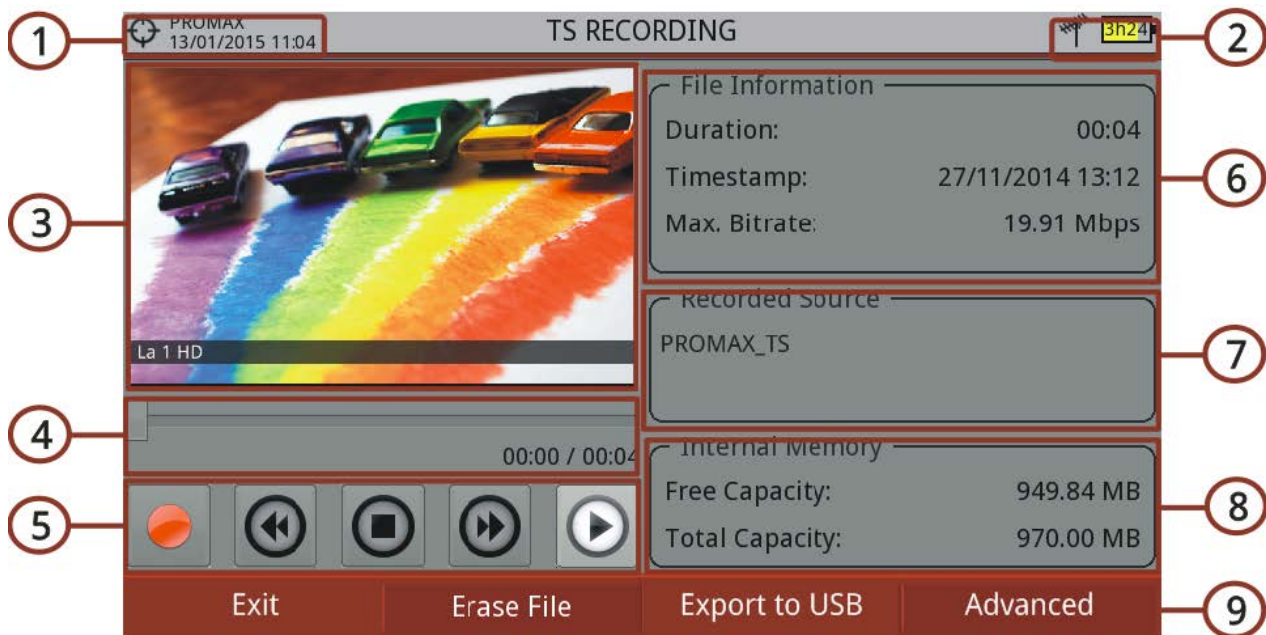 1
PROMAX
13/01/2015 11:04
TS RECORDING
3h24
2
3
La 1 HD
File Information
Duration: 00:04
Timestamp: 27/11/2014 13:12
Max. Bitrate: 19.91 Mbps
6
Recorded Source
PROMAX_TS
7
4
00:00 / 00:04
5
Internal Memory
Free Capacity: 949.84 MB
Total Capacity: 970.00 MB
8
Exit
Erase File
Export to USB
Advanced
9